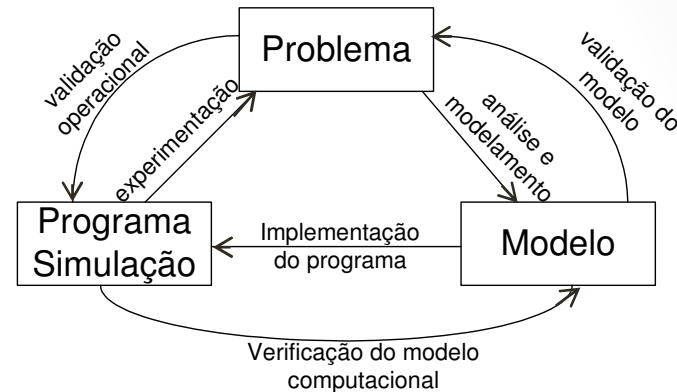 Problema
validação
operacional
experimentação
análise e
modelamento
validação do
modelo
Programa
Simulação
Implementação
do programa
Modelo
Verificação do modelo
computacional